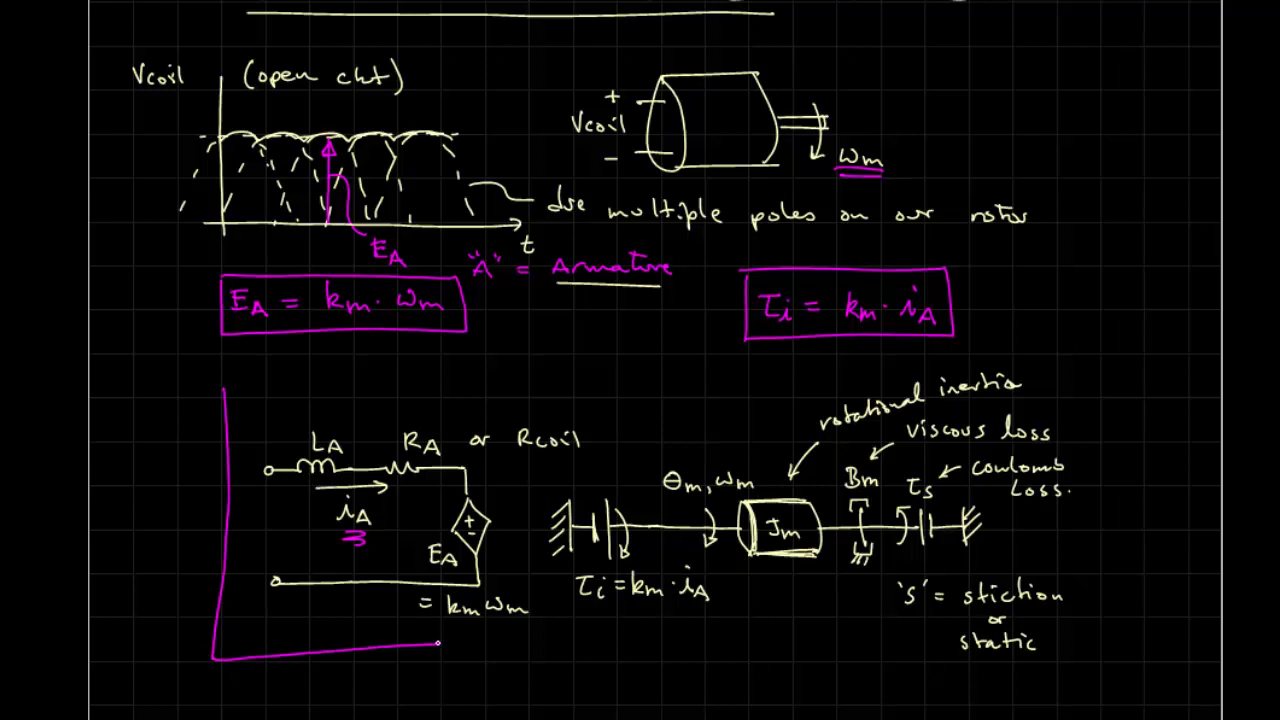 Vcoil (open ckt)
+
Vcoil
-
ωm
due multiple poles on our rotor
t
EA
"A" = Armature
EA = km · ωm
τi = km · iA
rotational inertia
viscous loss
LA RA or Rcoil
coulomb
Loss.
θm, ωm
Bm
τs
iA
+
-
Jm
EA
= km ωm
τi = km · iA
's' = stiction
or
static